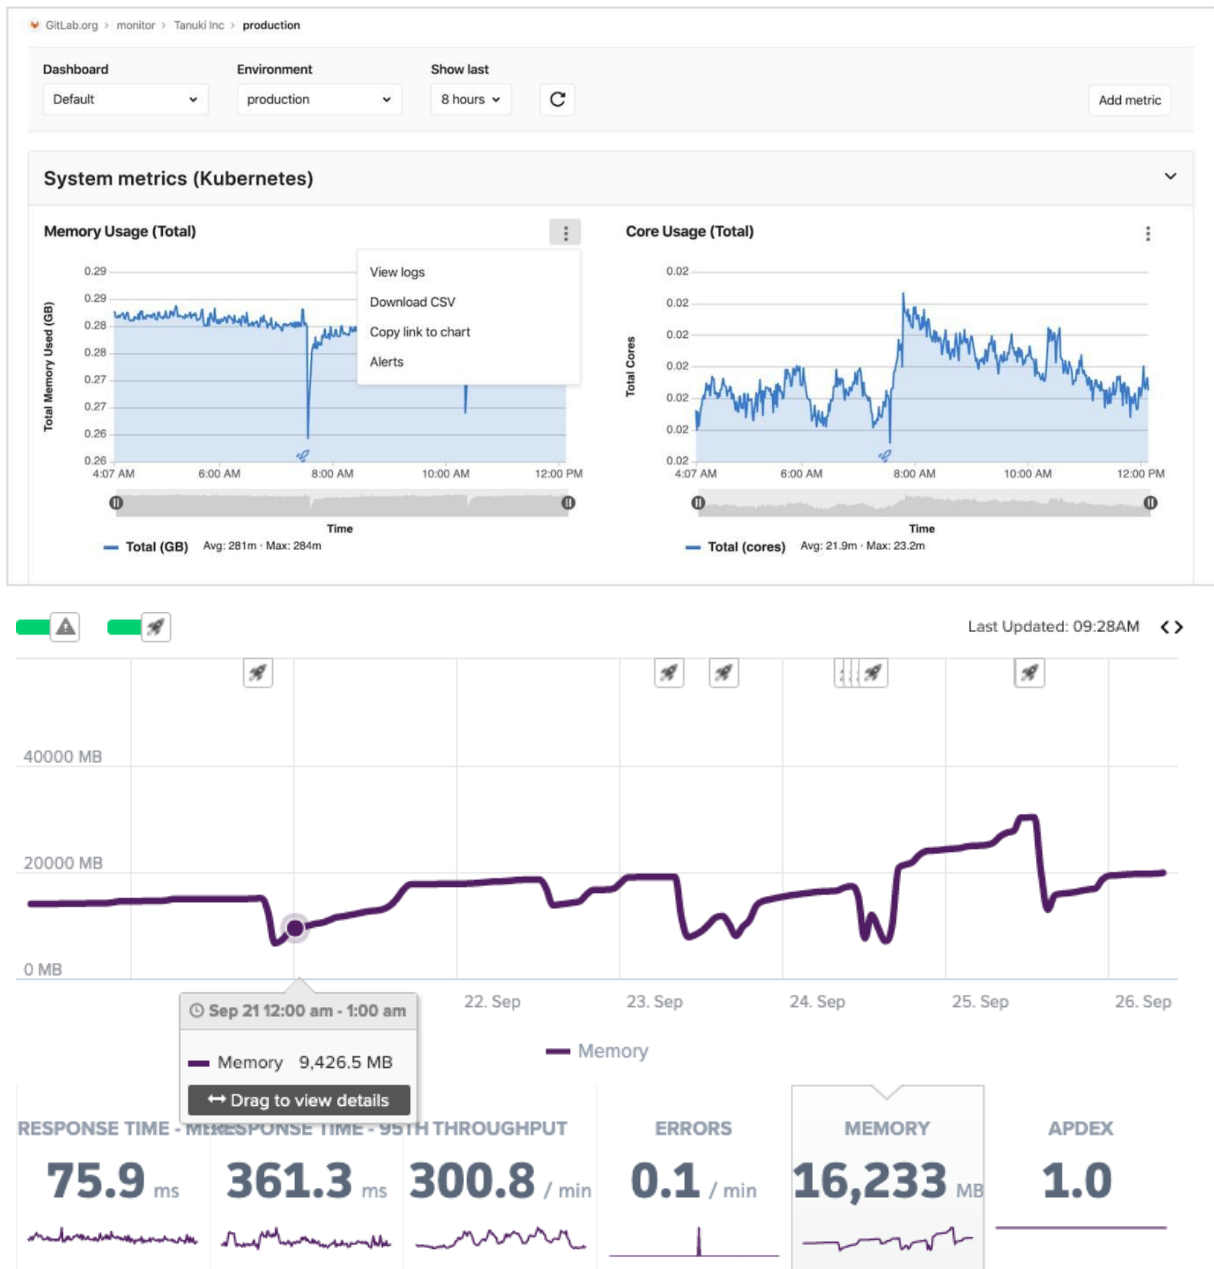 GitLab.org > monitor > Tanuki Inc > production
Dashboard
Environment
Show last
Default
production
8 hours
Add metric
System metrics (Kubernetes)
Memory Usage (Total)
View logs
Download CSV
Copy link to chart
Alerts
Total Memory Used (GB)
0.29
0.29
0.28
0.28
0.27
0.27
0.26
0.26
4:07 AM
6:00 AM
8:00 AM
10:00 AM
12:00 PM
Time
Total (GB) Avg: 281m · Max: 284m
Core Usage (Total)
Total Cores
0.02
0.02
0.02
0.02
0.02
0.02
0.02
4:07 AM
6:00 AM
8:00 AM
10:00 AM
12:00 PM
Time
Total (cores) Avg: 21.9m · Max: 23.2m
Last Updated: 09:28AM
40000 MB
20000 MB
0 MB
22. Sep
23. Sep
24. Sep
25. Sep
26. Sep
Sep 21 12:00 am - 1:00 am
Memory 9,426.5 MB
Drag to view details
Memory
RESPONSE TIME -
75.9 ms
RESPONSE TIME - 95TH
361.3 ms
THROUGHPUT
300.8 / min
ERRORS
0.1 / min
MEMORY
16,233 MB
APDEX
1.0